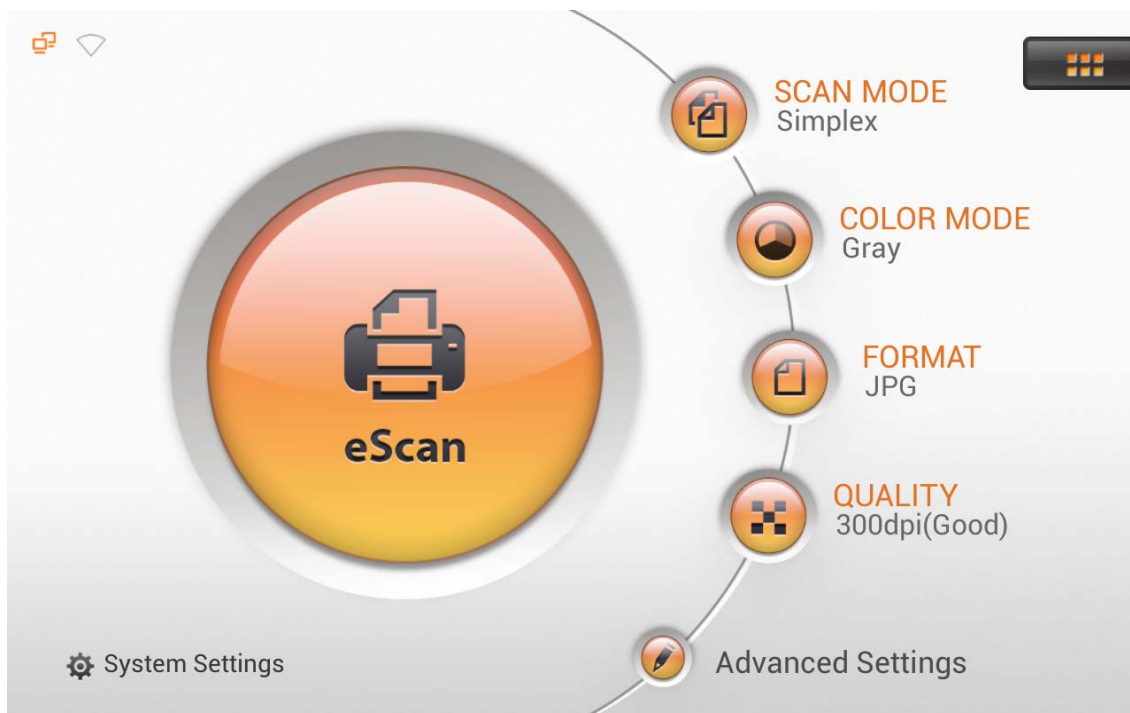 SCAN MODE
Simplex
COLOR MODE
Gray
FORMAT
JPG
eScan
QUALITY
300dpi(Good)
System Settings
Advanced Settings